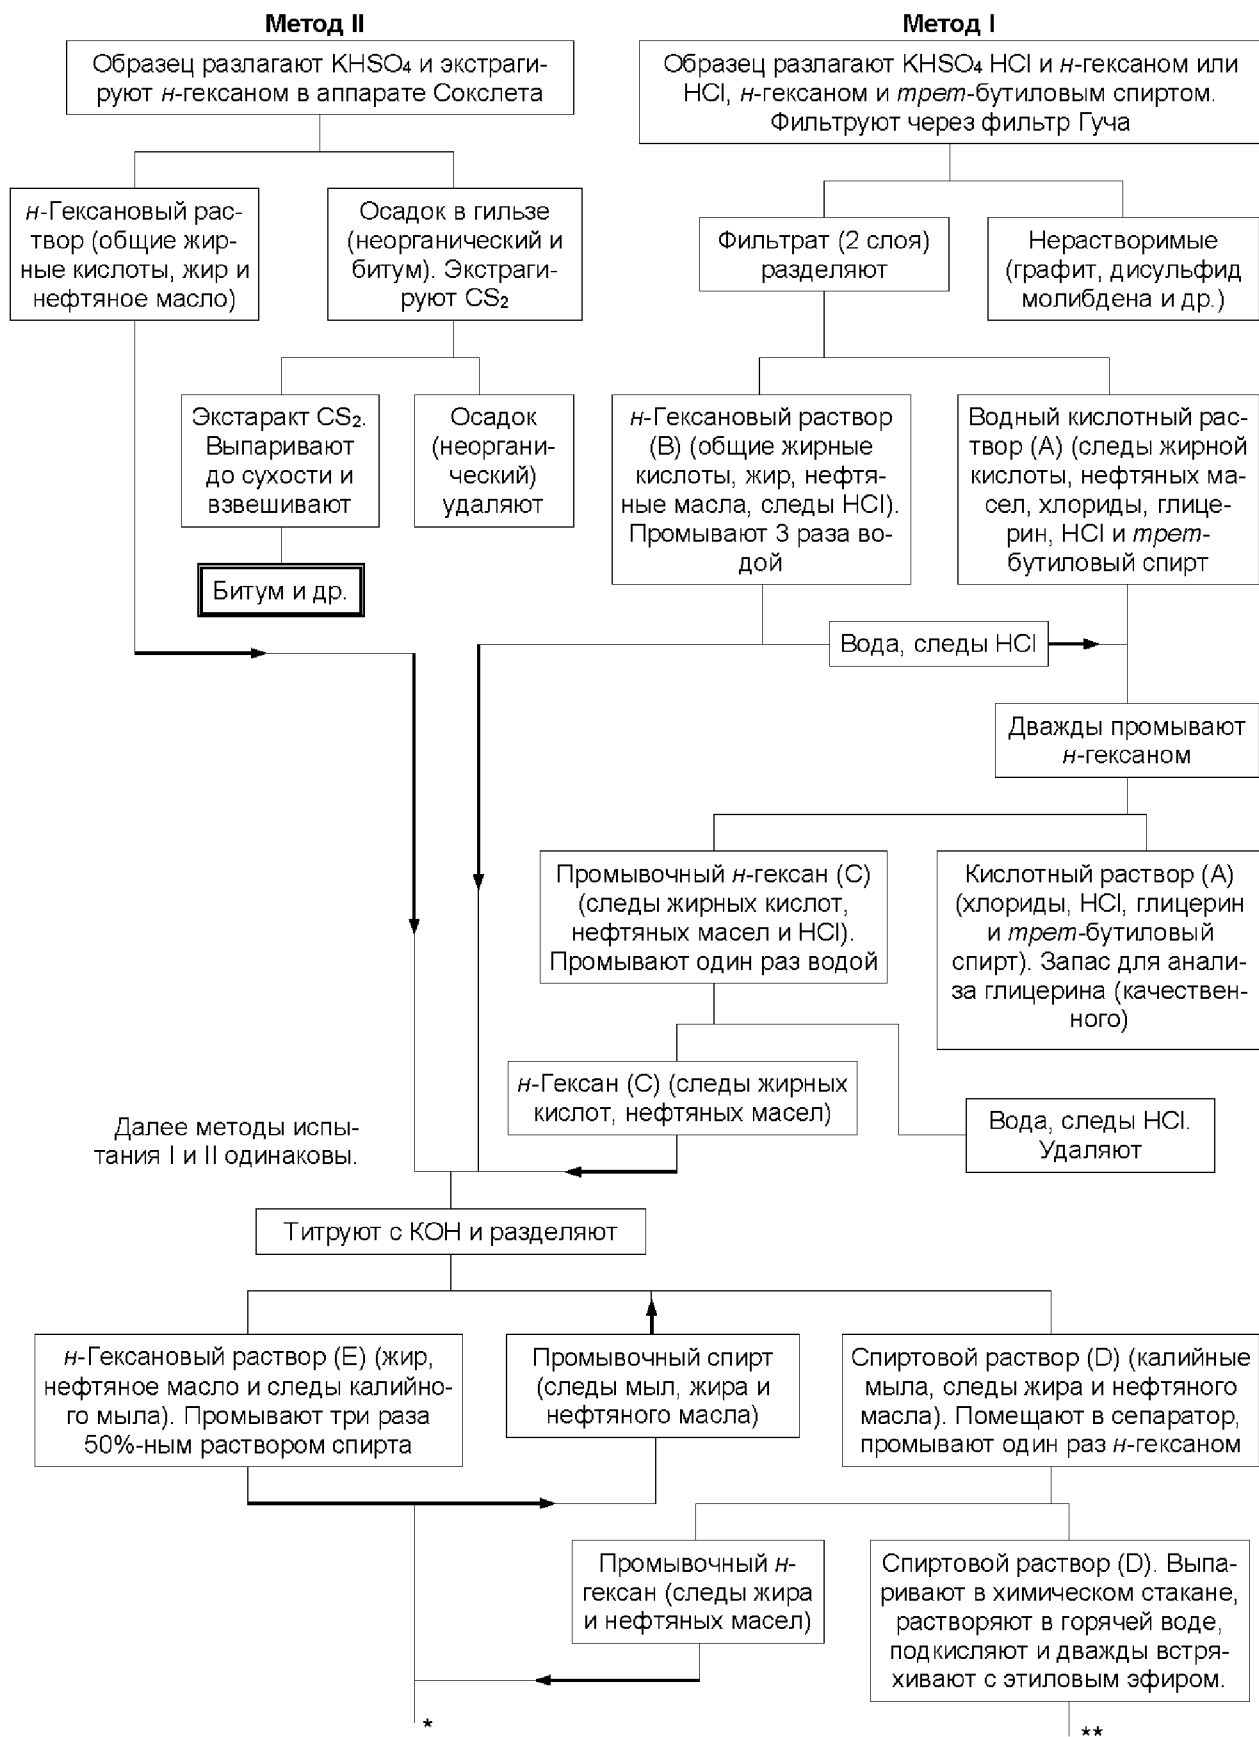 Метод II
Метод I
Образец разлагают KHSO₄ и экстраги-
руют н-гексаном в аппарате Сокслета
Образец разлагают KHSO₄ HCl и н-гексаном или
HCl, н-гексаном и трет-бутиловым спиртом.
Фильтруют через фильтр Гуча
н-Гексановый рас-
твор (общие жир-
ные кислоты, жир и
нефтяное масло)
Осадок в гильзе
(неорганический и
битум). Экстраги-
руют CS₂
Фильтрат (2 слоя)
разделяют
Нерастворимые
(графит, дисульфид
молибдена и др.)
Экстаракт CS₂.
Выпаривают
до сухости и
взвешивают
Осадок
(неоргани-
ческий)
удаляют
н-Гексановый раствор
(B) (общие жирные
кислоты, жир, нефтя-
ные масла, следы HCl).
Промывают 3 раза во-
дой
Водный кислотный рас-
твор (A) (следы жирной
кислоты, нефтяных ма-
сел, хлориды, глице-
рин, HCl и трет-
бутиловый спирт
Битум и др.
Вода, следы HCl
Дважды промывают
н-гексаном
Промывочный н-гексан (C)
(следы жирных кислот,
нефтяных масел и HCl).
Промывают один раз водой
Кислотный раствор (A)
(хлориды, HCl, глицерин
и трет-бутиловый
спирт). Запас для анали-
за глицерина (качествен-
ного)
н-Гексан (C) (следы жирных
кислот, нефтяных масел)
Вода, следы HCl.
Удаляют
Далее методы испы-
тания I и II одинаковы.
Титруют с КОН и разделяют
н-Гексановый раствор (E) (жир,
нефтяное масло и следы калийно-
го мыла). Промывают три раза
50%-ным раствором спирта
Промывочный спирт
(следы мыл, жира и
нефтяного масла)
Спиртовой раствор (D) (калийные
мыла, следы жира и нефтяного
масла). Помещают в сепаратор,
промывают один раз н-гексаном
Промывочный н-
гексан (следы жира
и нефтяных масел)
Спиртовой раствор (D). Выпа-
ривают в химическом стакане,
растворяют в горячей воде,
подкисляют и дважды встря-
хивают с этиловым эфиром.
*
**